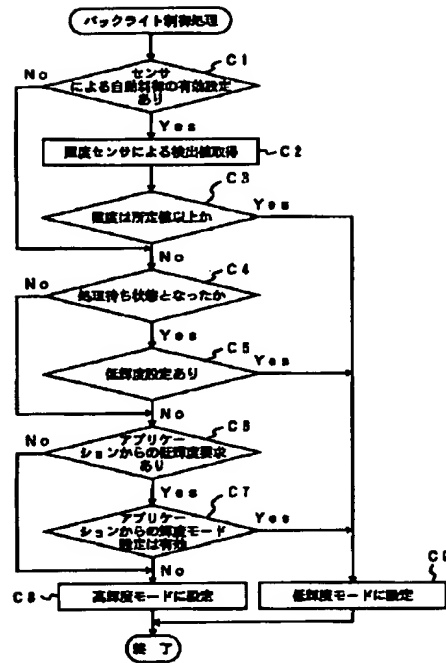 バックライト制御処理
C1
センサ
による自動制御の有効設定
あり
No
Yes
照度センサによる検出値取得
C2
C3
照度は所定値以上か
Yes
No
C4
処理待ち状態となったか
No
Yes
C5
低輝度設定あり
Yes
No
C6
アプリケー
ションからの低輝度要求
あり
No
Yes
C7
アプリケー
ションからの輝度モード
設定は有効
Yes
No
C8
高輝度モードに設定
低輝度モードに設定
終 了